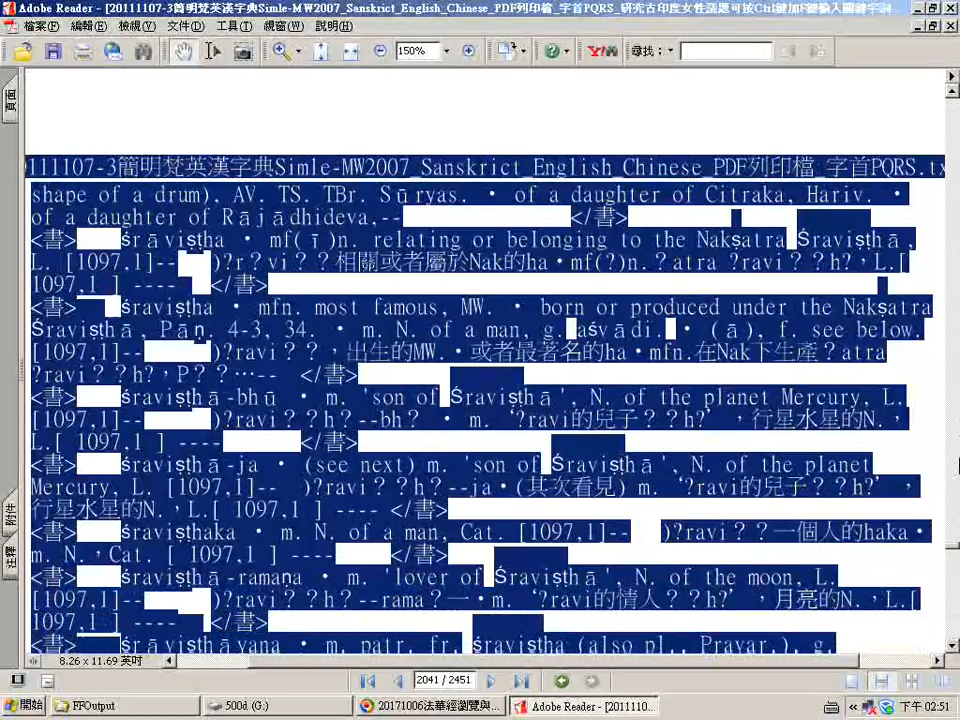 Adobe Reader - [20111107-3簡明梵英漢字典Simle-MW2007_Sanskrict_English_Chinese_PDF列印檔_字首PQRS_研究古印度女性議題可按Ctrl鍵加F鍵輸入關鍵字詞
檔案(F) 編輯(E) 檢視(V) 文件(D) 工具(T) 視窗(W) 說明(H)
150% Y! 尋找:
頁面
111107-3簡明梵英漢字典Simle-MW2007_Sanskrict_English_Chinese_PDF列印檔_字首PQRS.tx
shape of a drum), AV. TS. TBr. Sūryas. • of a daughter of Citraka, Hariv. •
of a daughter of Rājādhideva,-- </書>
<書> śrāviṣṭha • mf(ī)n. relating or belonging to the Nakṣatra Śraviṣṭhā,
L. [1097,1]-- )?r?vi??相關或者屬於Nak的ha•mf(?)n.?atra ?ravi??h?,L.[
1097,1 ] ---- </書>
<書> śraviṣṭha • mfn. most famous, MW. • born or produced under the Nakṣatra
Śraviṣṭhā, Pāṇ. 4-3, 34. • m. N. of a man, g. aśvādi. • (ā), f. see below.
[1097,1]-- )?ravi??,出生的MW.•或者最著名的ha•mfn.在Nak下生產?atra
?ravi??h?,P??…-- </書>
<書> śraviṣṭhā-bhū • m. 'son of Śraviṣṭhā', N. of the planet Mercury, L.
[1097,1]-- )?ravi??h?--bh? • m. ‘?ravi的兒子??h?’,行星水星的N.,
L.[ 1097,1 ] ---- </書>
<書> śraviṣṭhā-ja • (see next) m. 'son of Śraviṣṭhā', N. of the planet
Mercury, L. [1097,1]-- )?ravi??h?--ja•(其次看見) m.‘?ravi的兒子??h?’,
行星水星的N.,L.[ 1097,1 ] ---- </書>
<書> śraviṣṭhaka • m. N. of a man, Cat. [1097,1]-- )?ravi??一個人的haka•
m. N.,Cat. [ 1097,1 ] ---- </書>
<書> śraviṣṭhā-ramaṇa • m. 'lover of Śraviṣṭhā', N. of the moon, L.
[1097,1]-- )?ravi??h?--rama?一•m.‘?ravi的情人??h?’,月亮的N.,L.[
1097,1 ] ---- </書>
<書> śrāviṣṭhāyana • m. patr. fr. śraviṣṭha (also pl., Pravar.), g.
附件
注釋
8.26 x 11.69 英吋
2041 / 2451
開始 FFOutput 500d (G:) 20171006法華經瀏覽與... Adobe Reader - [2011110... 下午 02:51